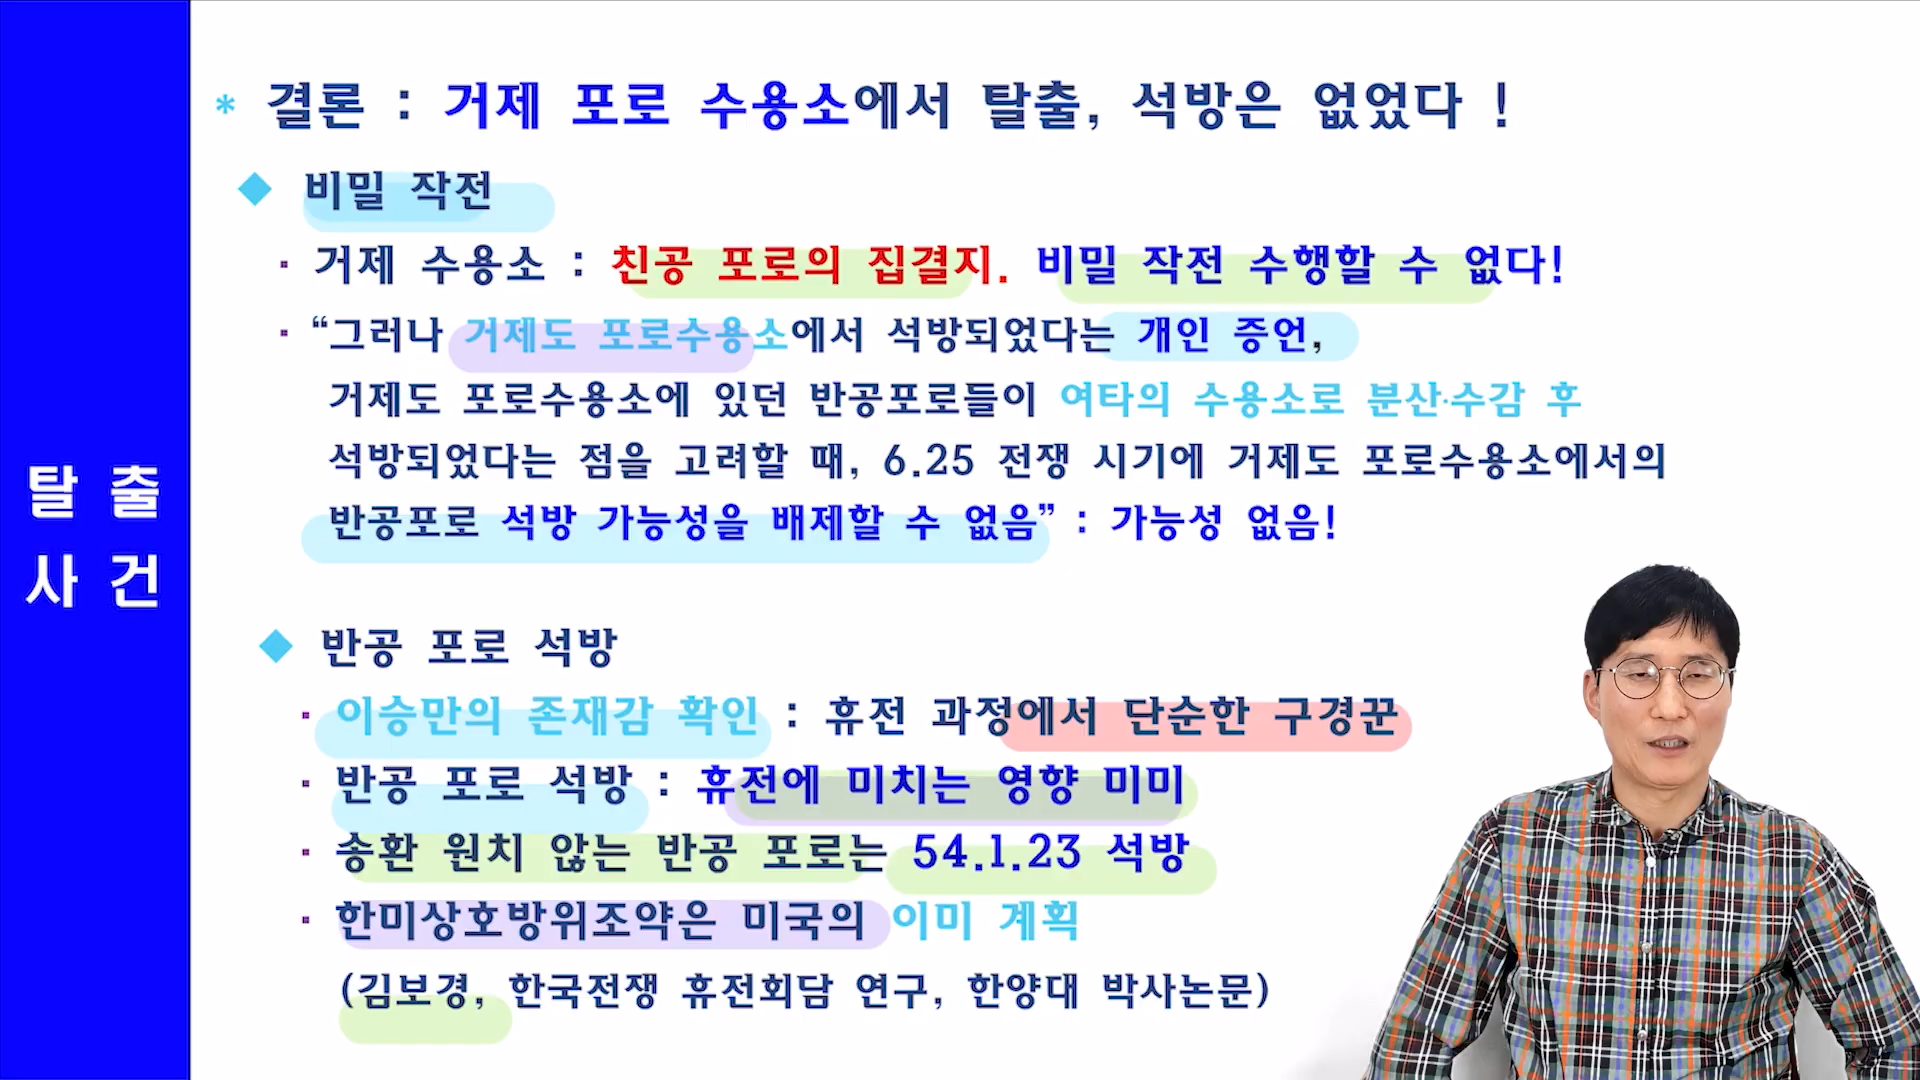 탈출
사건
* 결론 : 거제 포로 수용소에서 탈출, 석방은 없었다 !
◆ 비밀 작전
· 거제 수용소 : 친공 포로의 집결지. 비밀 작전 수행할 수 없다!
· “그러나 거제도 포로수용소에서 석방되었다는 개인 증언,
거제도 포로수용소에 있던 반공포로들이 여타의 수용소로 분산·수감 후
석방되었다는 점을 고려할 때, 6.25 전쟁 시기에 거제도 포로수용소에서의
반공포로 석방 가능성을 배제할 수 없음” : 가능성 없음!
◆ 반공 포로 석방
· 이승만의 존재감 확인 : 휴전 과정에서 단순한 구경꾼
· 반공 포로 석방 : 휴전에 미치는 영향 미미
· 송환 원치 않는 반공 포로는 54.1.23 석방
· 한미상호방위조약은 미국의 이미 계획
(김보경, 한국전쟁 휴전회담 연구, 한양대 박사논문)